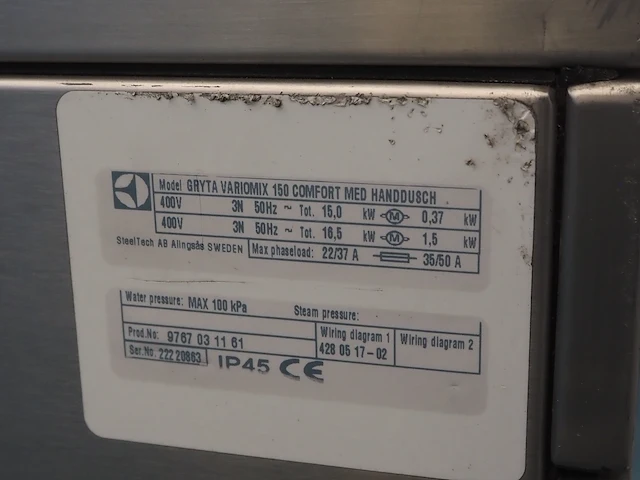 Model GRYTA VARIOMIX 150 COMFORT MED HANDDUSCH
400V 3N 50Hz ~ Tot. 15,0 kW M 0,37 kW
400V 3N 50Hz ~ Tot. 16,5 kW M 1,5 kW
SteelTech AB Alingsås SWEDEN Max phaseload: 22/37 A 35/50 A
Water pressure: MAX 100 kPa Steam pressure:
Prod.No: 9767 03 11 61 Wiring diagram 1 Wiring diagram 2
Ser.No. 222 20863 428 05 17-02
IP45 CE